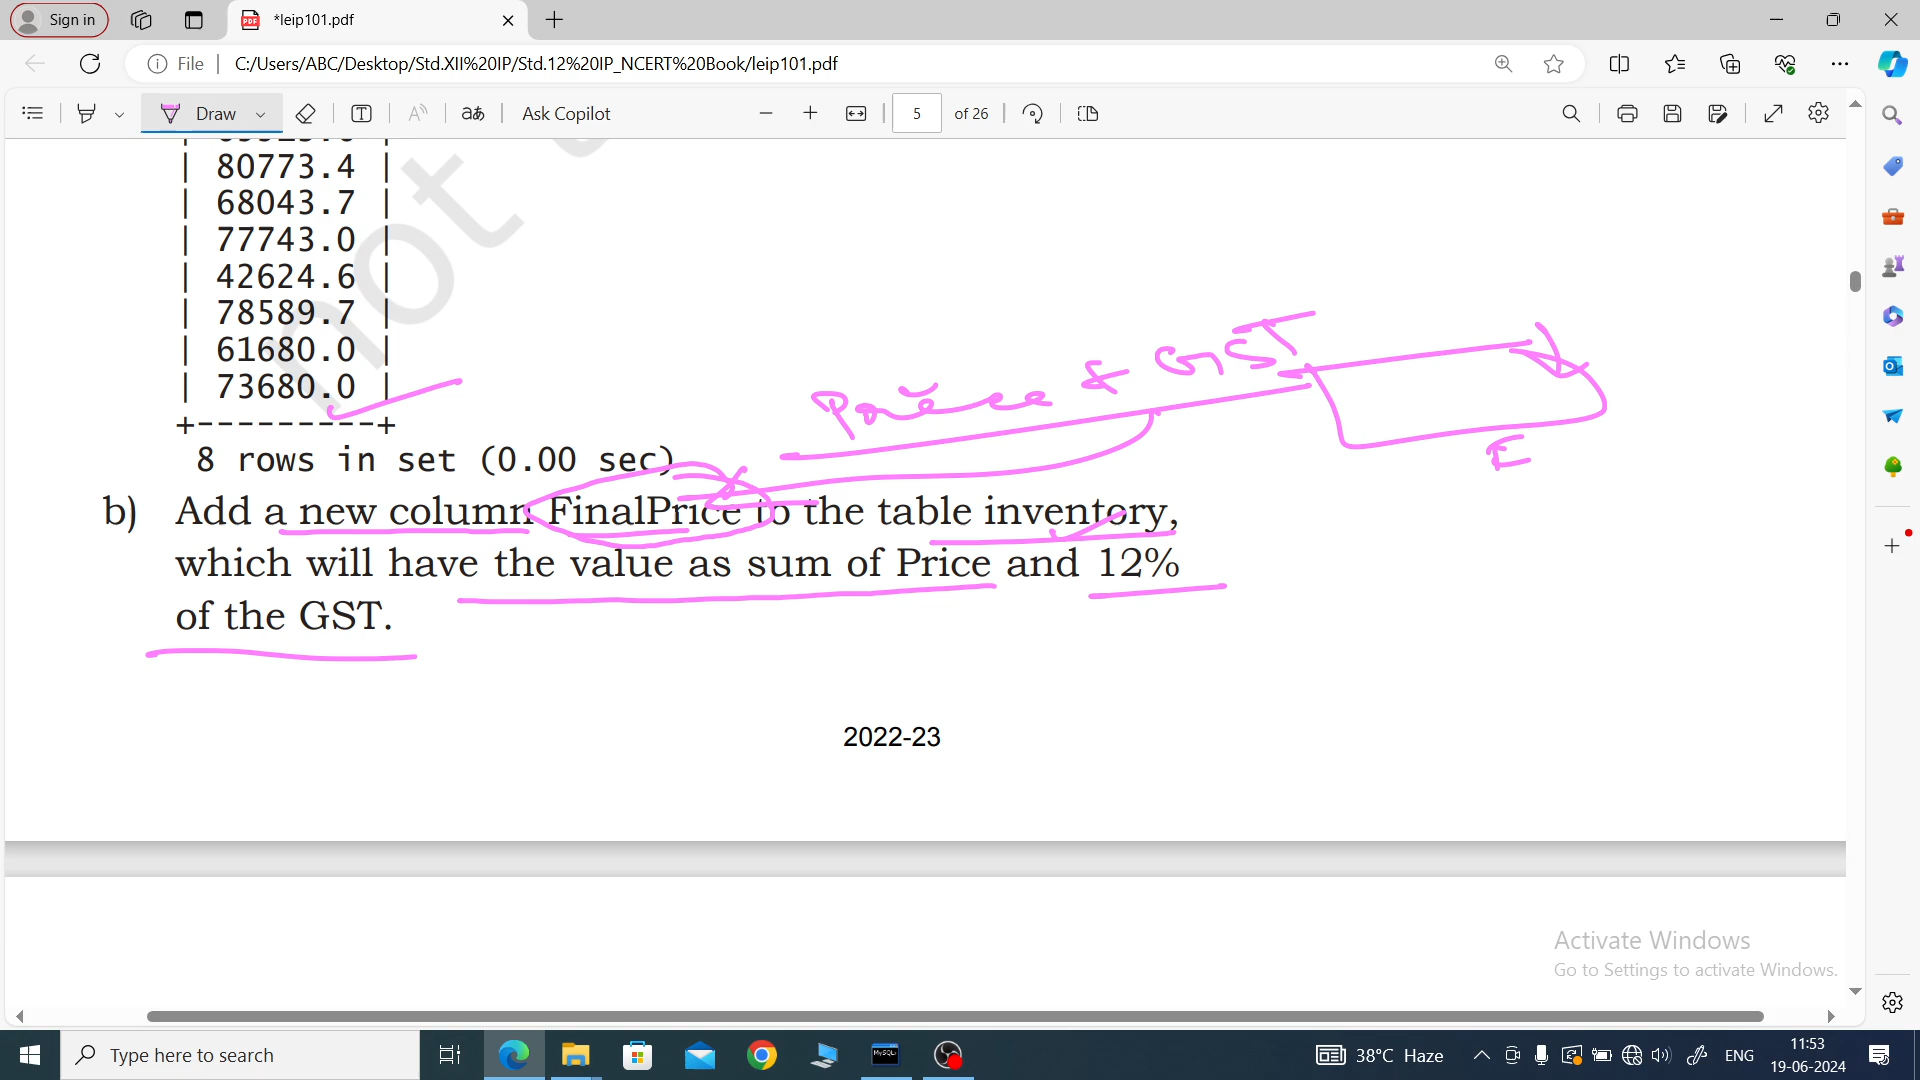 Sign in
*leip101.pdf
File
C:/Users/ABC/Desktop/Std.XII%20IP/Std.12%20IP_NCERT%20Book/leip101.pdf
Draw
Ask Copilot
5 of 26
| 80773.4 |
| 68043.7 |
| 77743.0 |
| 42624.6 |
| 78589.7 |
| 61680.0 |
| 73680.0 |
+---------+
8 rows in set (0.00 sec)
not
+ GST
E
b) Add a new column FinalPrice to the table inventory,
which will have the value as sum of Price and 12%
of the GST.
2022-23
Activate Windows
Go to Settings to activate Windows.
Type here to search
MySQL
38°C Haze
ENG
11:53
19-06-2024